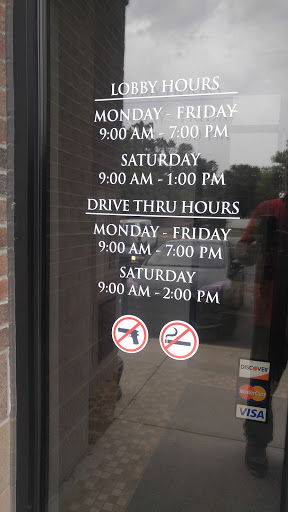 LOBBY HOURS
MONDAY - FRIDAY
9:00 AM - 7:00 PM
SATURDAY
9:00 AM - 1:00 PM
DRIVE THRU HOURS
MONDAY - FRIDAY
9:00 AM - 7:00 PM
SATURDAY
9:00 AM - 2:00 PM
DISCOVER
MasterCard
VISA